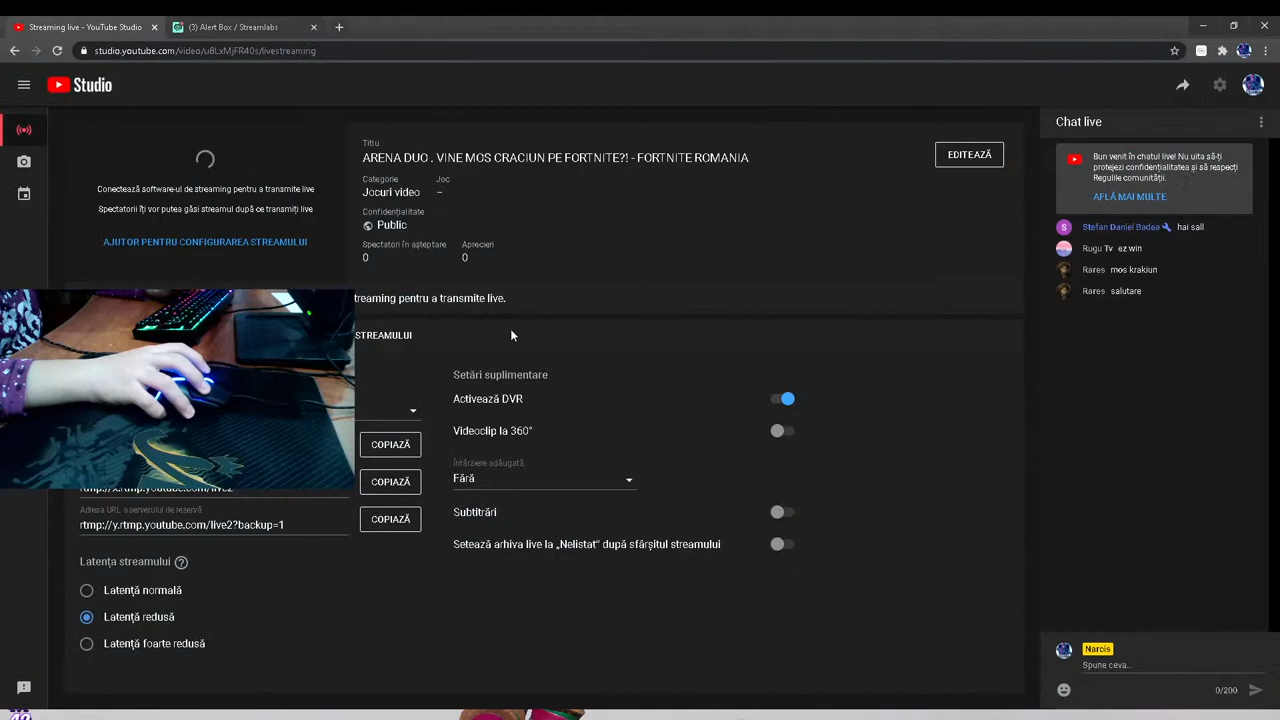 Streaming live - YouTube Studio
(3) Alert Box / Streamlabs
studio.youtube.com/video/u8LxMjFR40s/livestreaming
Studio
Conectează software-ul de streaming pentru a transmite live
Spectatorii îți vor putea găsi streamul după ce transmiți live
AJUTOR PENTRU CONFIGURAREA STREAMULUI
Titlu
ARENA DUO . VINE MOS CRACIUN PE FORTNITE?! - FORTNITE ROMANIA
EDITEAZĂ
Categorie
Joc
Jocuri video
–
Confidențialitate
Public
Spectatori în așteptare
Aprecieri
0
0
treaming pentru a transmite live.
STREAMULUI
COPIAZĂ
COPIAZĂ
rtmp://x.rtmp.youtube.com/live2
Adresa URL a serverului de rezervă
rtmp://y.rtmp.youtube.com/live2?backup=1
COPIAZĂ
Latența streamului
Latență normală
Latență redusă
Latență foarte redusă
Setări suplimentare
Activează DVR
Videoclip la 360°
Întârziere adăugată
Fără
Subtitrări
Setează arhiva live la „Nelistat” după sfârșitul streamului
Chat live
Bun venit în chatul live! Nu uita să-ți
protejezi confidențialitatea și să respecți
Regulile comunității.
AFLĂ MAI MULTE
Stefan Daniel Badea hai sall
Rugu Tv ez win
Rares mos krakiun
Rares salutare
Narcis
Spune ceva..
0/200